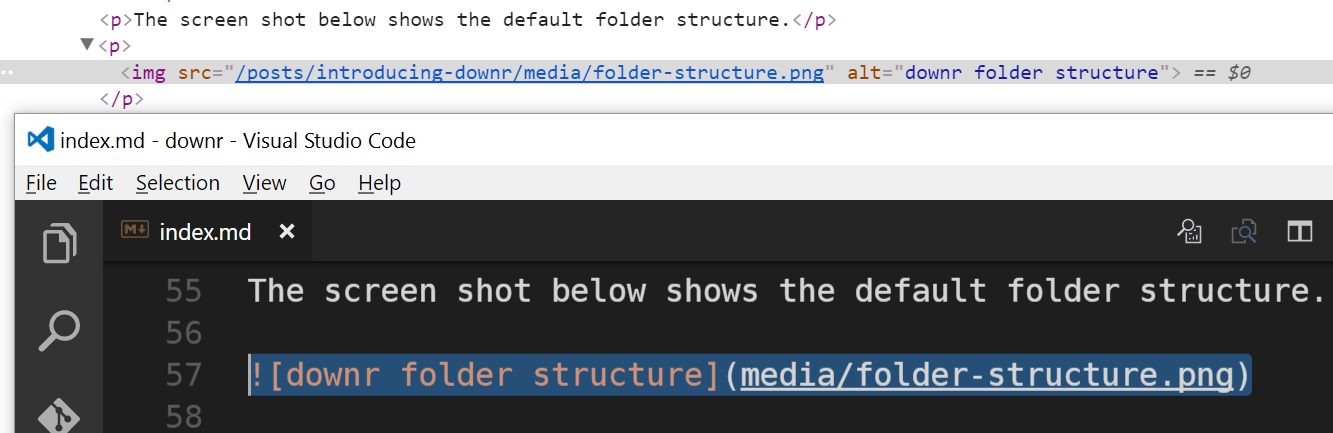 <p>The screen shot below shows the default folder structure.</p>
▼<p>
<img src="/posts/introducing-downr/media/folder-structure.png" alt="downr folder structure"> == $0
</p>
index.md - downr - Visual Studio Code
File Edit Selection View Go Help
M↓ index.md ×
55 The screen shot below shows the default folder structure.
56
57 ![downr folder structure](media/folder-structure.png)
58